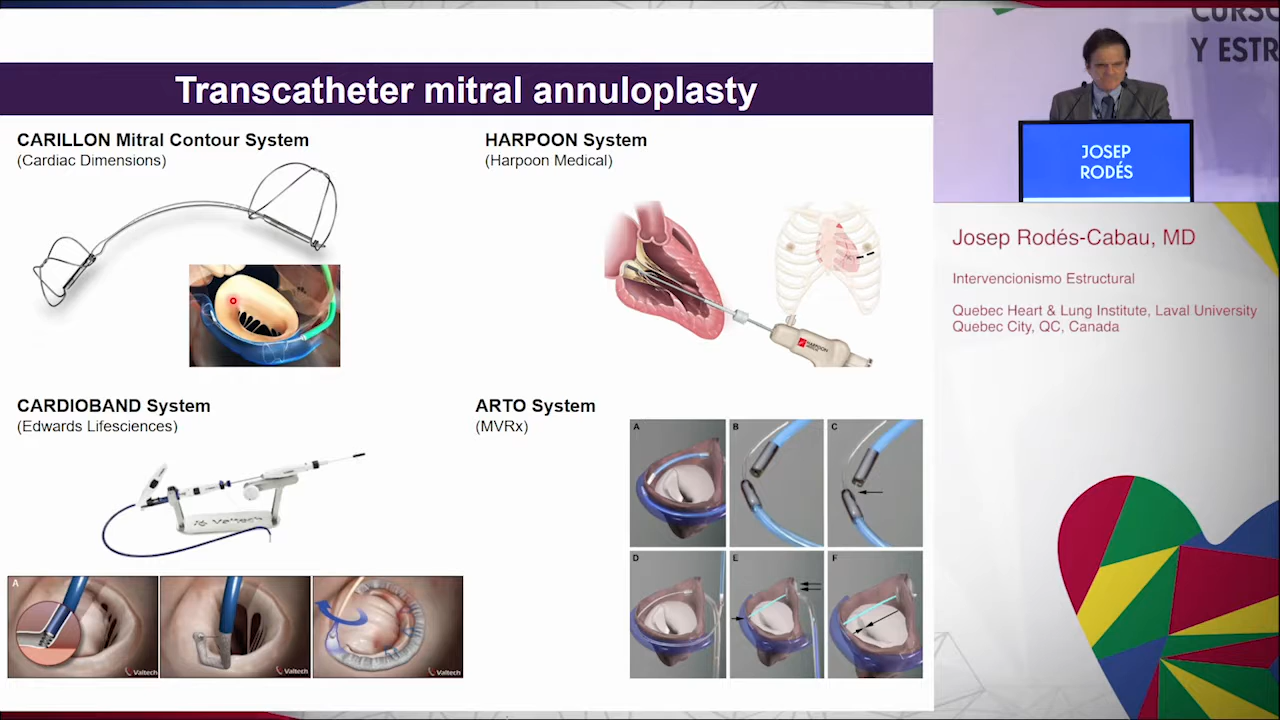 Transcatheter mitral annuloplasty
CARILLON Mitral Contour System
(Cardiac Dimensions)
HARPOON System
(Harpoon Medical)
HARPOON
CARDIOBAND System
(Edwards Lifesciences)
Valtech
A
Valtech
Valtech
Valtech
ARTO System
(MVRx)
A
B
C
D
E
F
CURSO
Y ESTR
JOSEP
RODÉS
Josep Rodés-Cabau, MD
Intervencionismo Estructural
Quebec Heart & Lung Institute, Laval University
Quebec City, QC, Canada